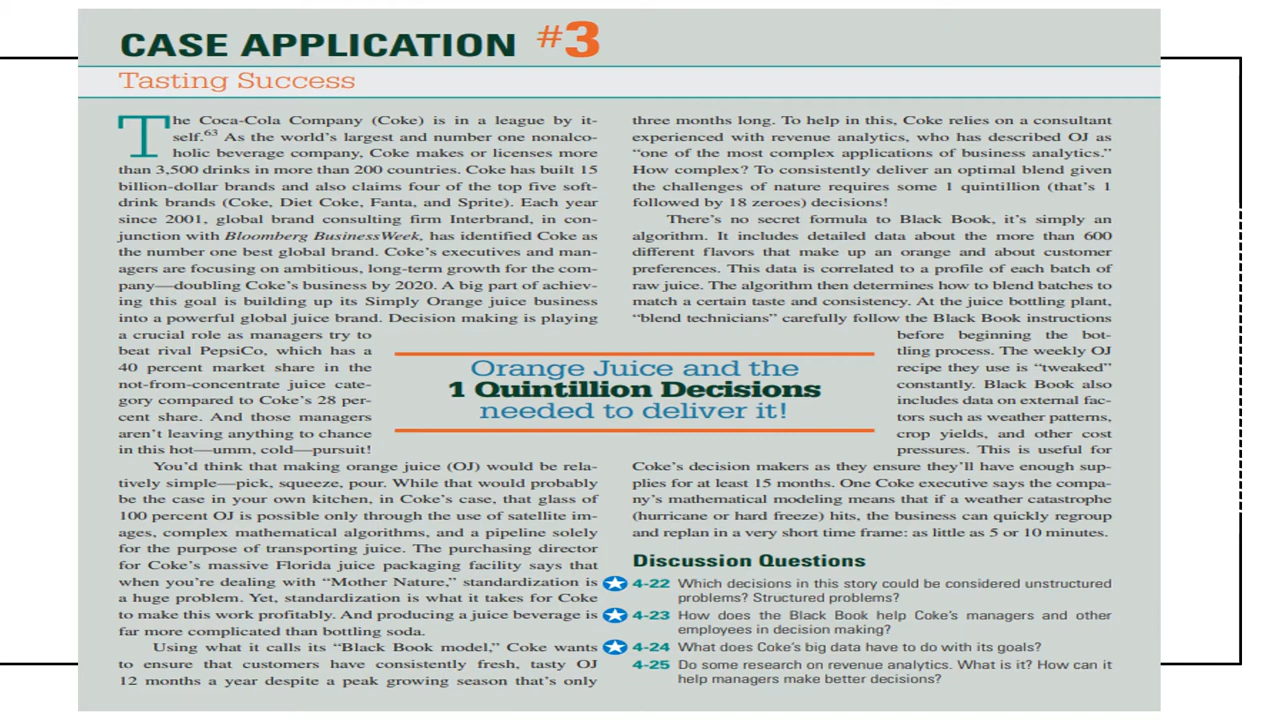 CASE APPLICATION #3
Tasting Success
The Coca-Cola Company (Coke) is in a league by it-
self.63 As the world's largest and number one nonalco-
holic beverage company, Coke makes or licenses more
than 3,500 drinks in more than 200 countries. Coke has built 15
billion-dollar brands and also claims four of the top five soft-
drink brands (Coke, Diet Coke, Fanta, and Sprite). Each year
since 2001, global brand consulting firm Interbrand, in con-
junction with Bloomberg BusinessWeek, has identified Coke as
the number one best global brand. Coke's executives and man-
agers are focusing on ambitious, long-term growth for the com-
pany—doubling Coke's business by 2020. A big part of achiev-
ing this goal is building up its Simply Orange juice business
into a powerful global juice brand. Decision making is playing
a crucial role as managers try to
beat rival PepsiCo, which has a
40 percent market share in the
not-from-concentrate juice cate-
gory compared to Coke's 28 per-
cent share. And those managers
aren't leaving anything to chance
in this hot—umm, cold—pursuit!
You'd think that making orange juice (OJ) would be rela-
tively simple—pick, squeeze, pour. While that would probably
be the case in your own kitchen, in Coke's case, that glass of
100 percent OJ is possible only through the use of satellite im-
ages, complex mathematical algorithms, and a pipeline solely
for the purpose of transporting juice. The purchasing director
for Coke's massive Florida juice packaging facility says that
when you're dealing with "Mother Nature," standardization is
a huge problem. Yet, standardization is what it takes for Coke
to make this work profitably. And producing a juice beverage is
far more complicated than bottling soda.
Using what it calls its "Black Book model," Coke wants
to ensure that customers have consistently fresh, tasty OJ
12 months a year despite a peak growing season that's only
three months long. To help in this, Coke relies on a consultant
experienced with revenue analytics, who has described OJ as
"one of the most complex applications of business analytics."
How complex? To consistently deliver an optimal blend given
the challenges of nature requires some 1 quintillion (that's 1
followed by 18 zeroes) decisions!
There's no secret formula to Black Book, it's simply an
algorithm. It includes detailed data about the more than 600
different flavors that make up an orange and about customer
preferences. This data is correlated to a profile of each batch of
raw juice. The algorithm then determines how to blend batches to
match a certain taste and consistency. At the juice bottling plant,
"blend technicians" carefully follow the Black Book instructions
before beginning the bot-
tling process. The weekly OJ
recipe they use is "tweaked"
constantly. Black Book also
includes data on external fac-
tors such as weather patterns,
crop yields, and other cost
pressures. This is useful for
Coke's decision makers as they ensure they'll have enough sup-
plies for at least 15 months. One Coke executive says the compa-
ny's mathematical modeling means that if a weather catastrophe
(hurricane or hard freeze) hits, the business can quickly regroup
and replan in a very short time frame: as little as 5 or 10 minutes.
Orange Juice and the
1 Quintillion Decisions
needed to deliver it!
Discussion Questions
4-22 Which decisions in this story could be considered unstructured
problems? Structured problems?
4-23 How does the Black Book help Coke's managers and other
employees in decision making?
4-24 What does Coke's big data have to do with its goals?
4-25 Do some research on revenue analytics. What is it? How can it
help managers make better decisions?